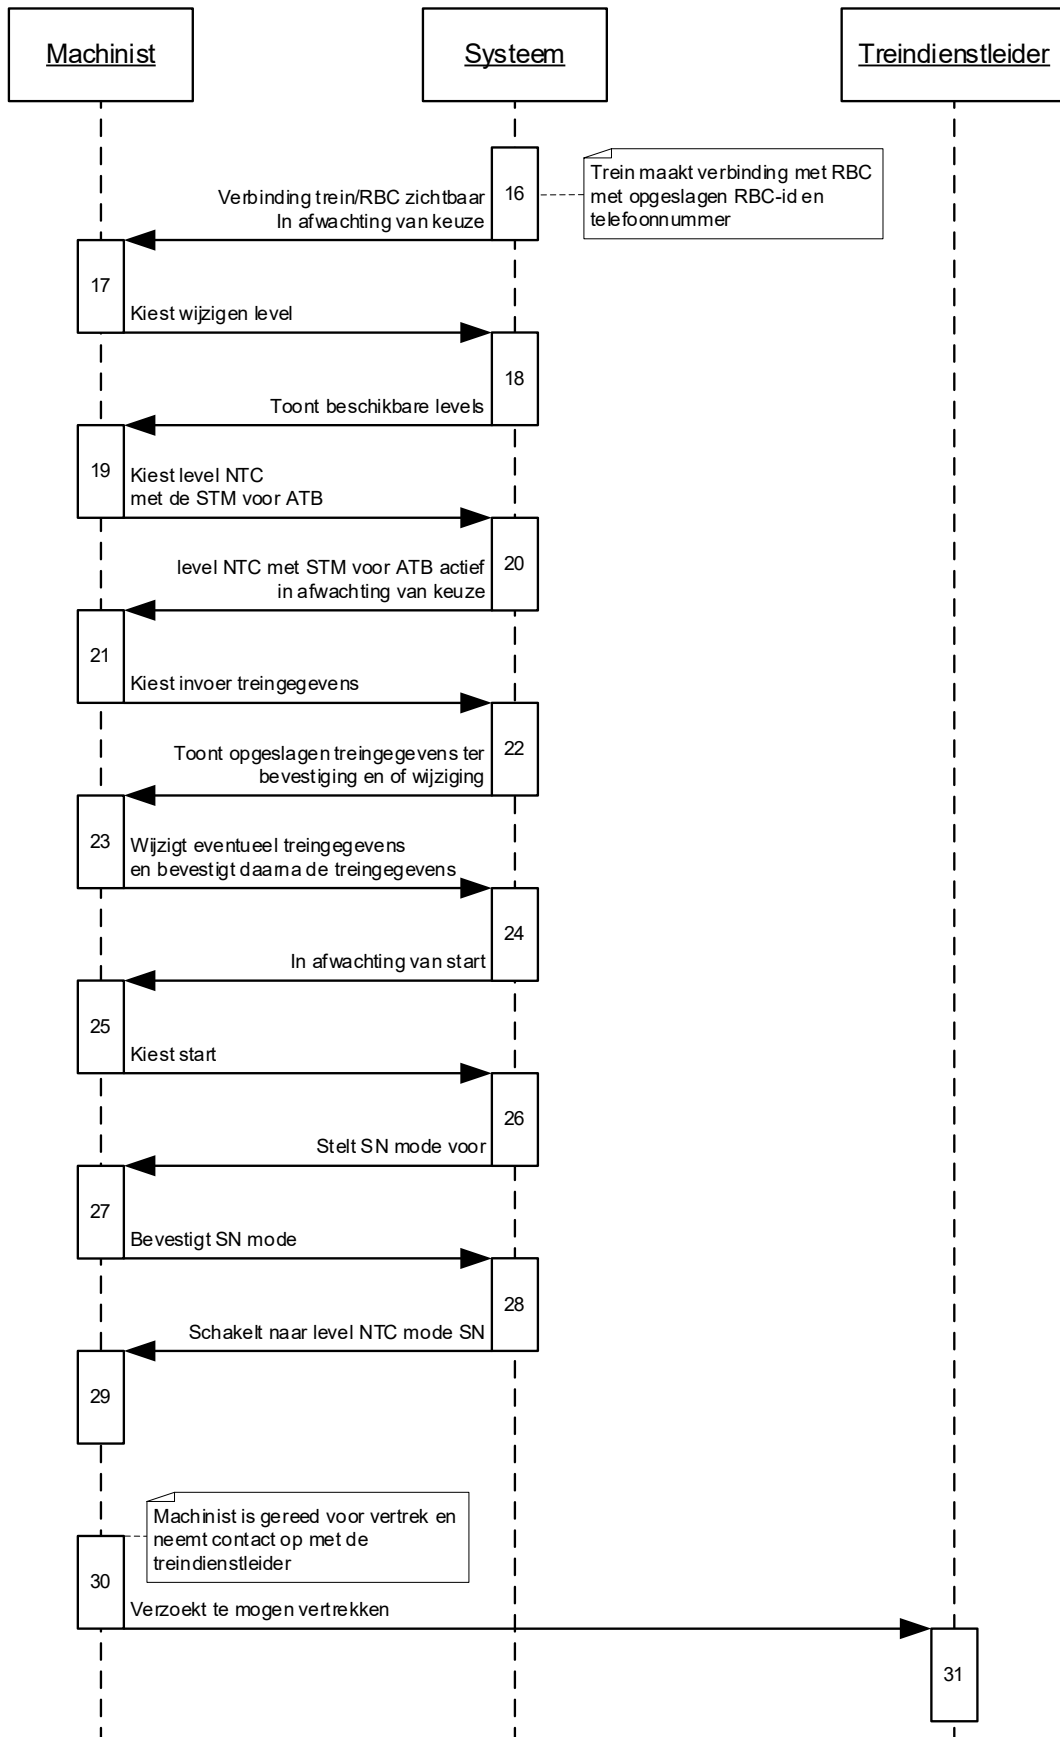 Machinist
Systeem
Treindienstleider
16
Trein maakt verbinding met RBC
met opgeslagen RBC-id en
telefoonnummer
Verbinding trein/RBC zichtbaar
In afwachting van keuze
17
Kiest wijzigen level
18
Toont beschikbare levels
19
Kiest level NTC
met de STM voor ATB
20
level NTC met STM voor ATB actief
in afwachting van keuze
21
Kiest invoer treingegevens
22
Toont opgeslagen treingegevens ter
bevestiging en of wijziging
23
Wijzigt eventueel treingegevens
en bevestigt daarna de treingegevens
24
In afwachting van start
25
Kiest start
26
Stelt SN mode voor
27
Bevestigt SN mode
28
Schakelt naar level NTC mode SN
29
Machinist is gereed voor vertrek en
neemt contact op met de
treindienstleider
30
Verzoekt te mogen vertrekken
31